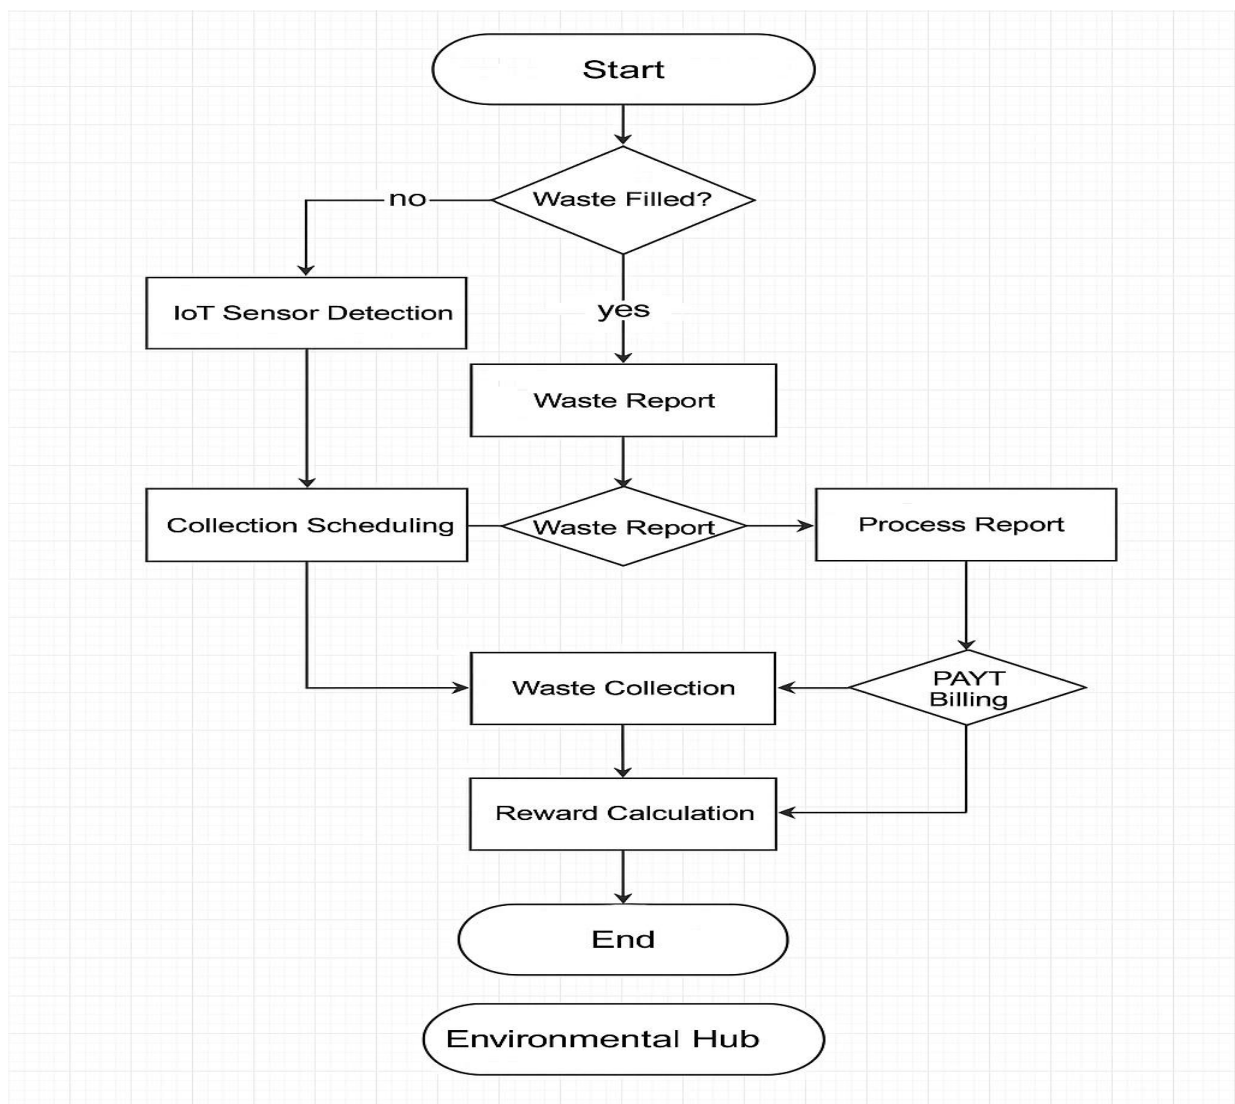 Start
Waste Filled?
no
IoT Sensor Detection
yes
Waste Report
Collection Scheduling
Waste Report
Process Report
Waste Collection
PAYT
Billing
Reward Calculation
End
Environmental Hub